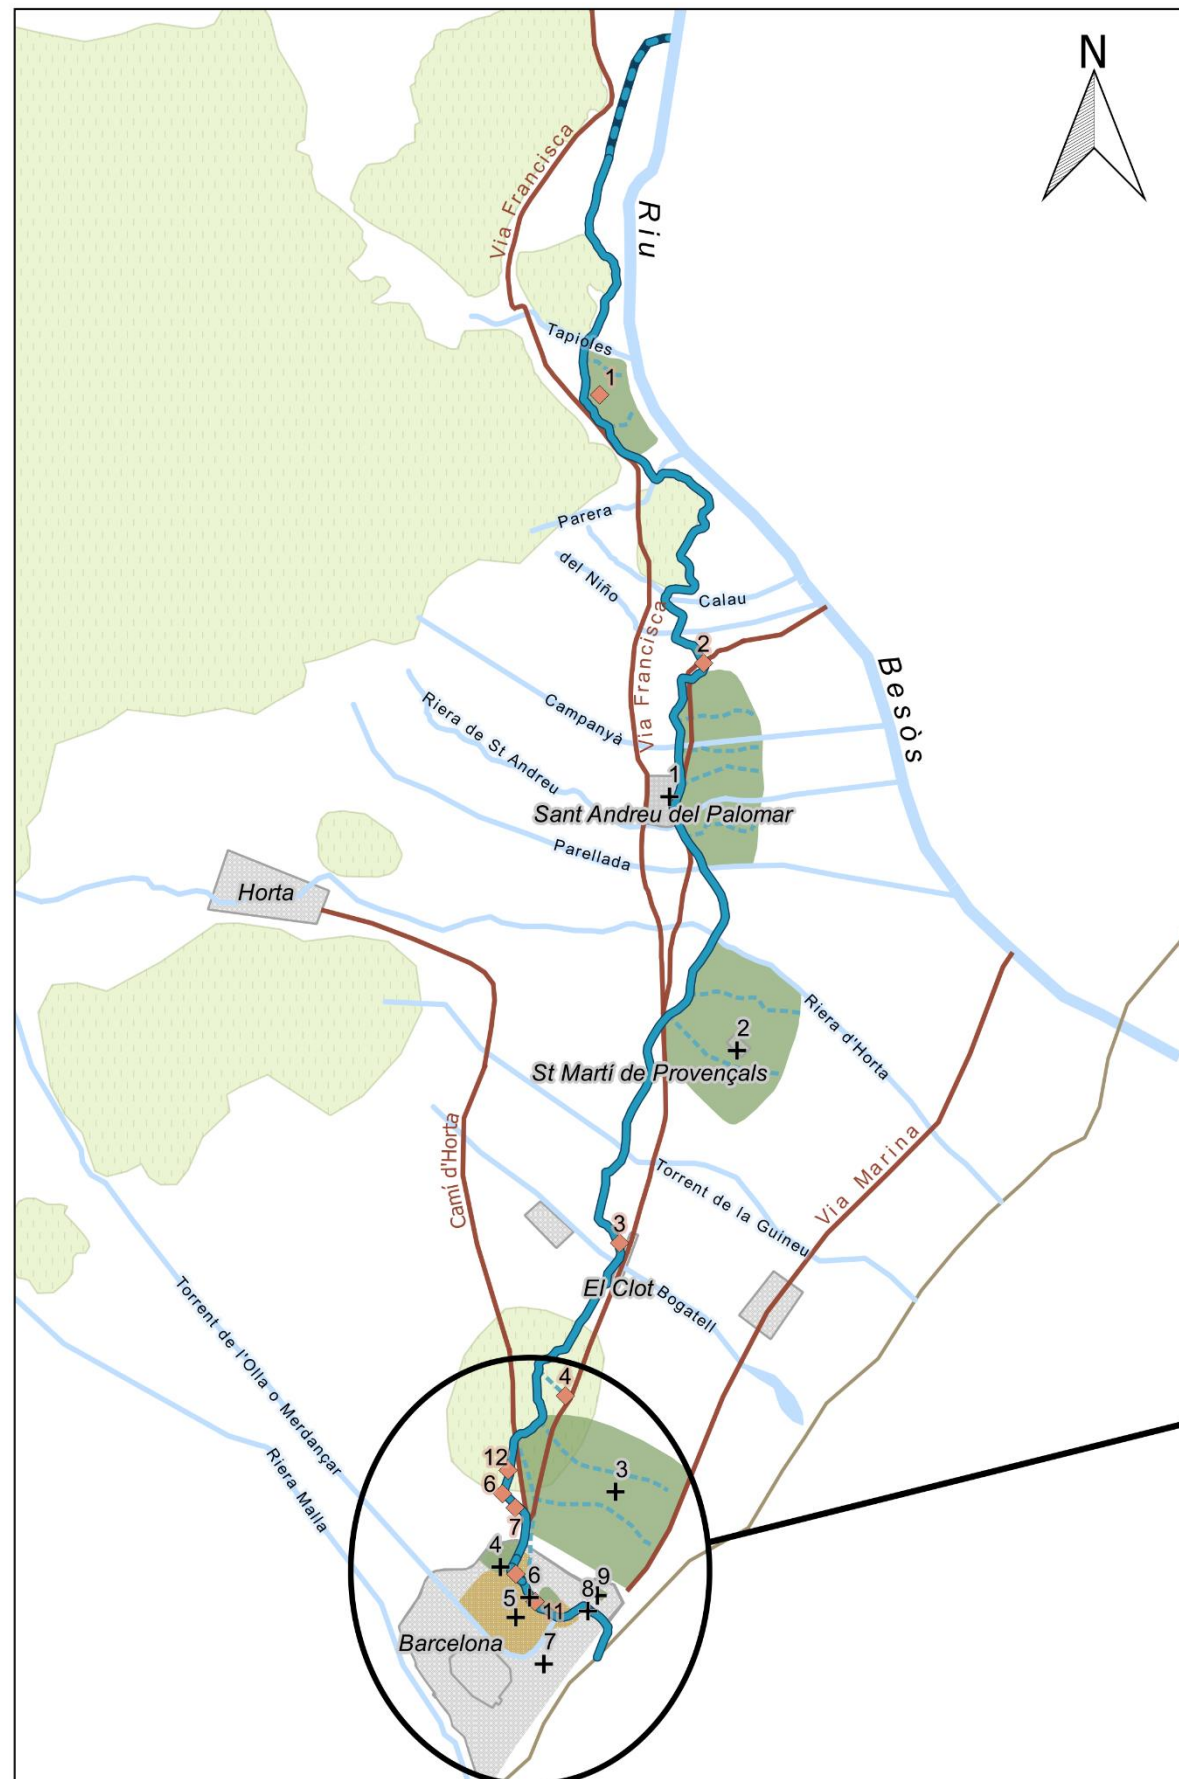 N
Via Francisca
Riu
Tapioles
1
Parera
del Niño
Calau
Via Francisca
2
Besòs
Campanyà
Riera de St Andreu
1
Sant Andreu del Palomar
Parellada
Horta
Riera d'Horta
2
St Martí de Provençals
Camí d'Horta
Via Marina
Torrent de la Guineu
3
El Clot
Bogatell
Torrent de l'Olla o Merdançar
Riera Malla
4
12
6
3
7
4
6
9
8
5
11
7
Barcelona